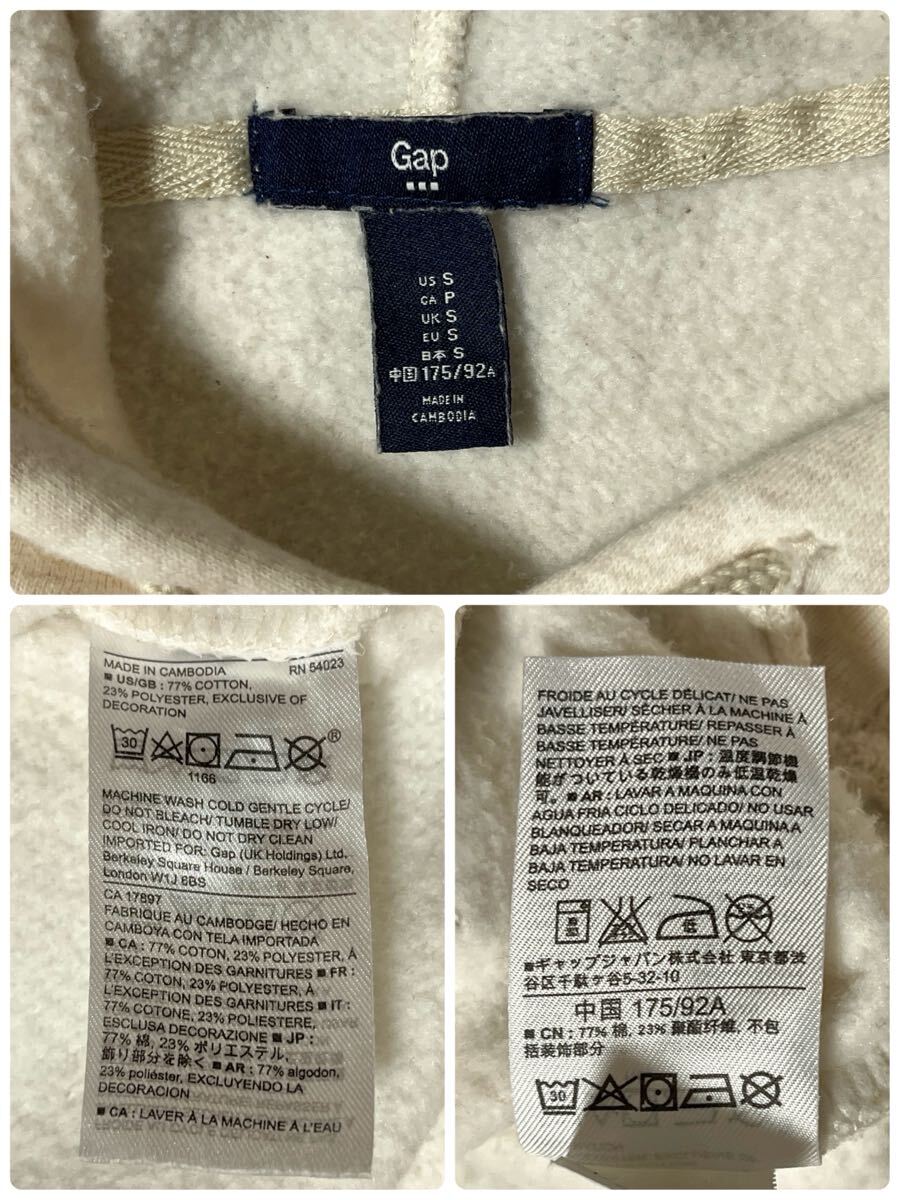 Gap
US S
CA P
UK S
EU S
日本 S
中国 175/92A
MADE IN
CAMBODIA
MADE IN CAMBODIA RN 54023
■ US/GB : 77% COTTON,
23% POLYESTER, EXCLUSIVE OF
DECORATION
30 ®
1166
MACHINE WASH COLD GENTLE CYCLE/
DO NOT BLEACH/ TUMBLE DRY LOW/
COOL IRON/ DO NOT DRY CLEAN
IMPORTED FOR: Gap (UK Holdings) Ltd.
Berkeley Square House / Berkeley Square,
London W1J 6BS
CA 17897
FABRIQUÉ AU CAMBODGE/ HECHO EN
CAMBOYA CON TELA IMPORTADA
■ CA : 77% COTON, 23% POLYESTER, À
L'EXCEPTION DES GARNITURES ■ FR :
77% COTON, 23% POLYESTER, À
L'EXCEPTION DES GARNITURES ■ IT :
77% COTONE, 23% POLIESTERE,
ESCLUSA DECORAZIONE ■ JP :
77% 綿, 23% ポリエステル,
飾り部分を除く ■ AR : 77% algodon,
23% poliéster, EXCLUYENDO LA
DECORACION
■ CA : LAVER À LA MACHINE À L'EAU
FROIDE AU CYCLE DÉLICAT/ NE PAS
JAVELLISER/ SÉCHER À LA MACHINE À
BASSE TEMPÉRATURE/ REPASSER À
BASSE TEMPÉRATURE/ NE PAS
NETTOYER À SEC ■ JP : 温度調節機
能がついている乾燥機のみ低温乾燥
可。 ■ AR : LAVAR A MAQUINA CON
AGUA FRIA CICLO DELICADO/ NO USAR
BLANQUEADOR/ SECAR A MAQUINA A
BAJA TEMPERATURA/ PLANCHAR A
BAJA TEMPERATURA/ NO LAVAR EN
SECO
低
■ギャップジャパン株式会社 東京都渋
谷区千駄ヶ谷5-32-10
中国 175/92A
■ CN : 77% 棉, 23% 聚酯纤维, 不包
括装饰部分
30